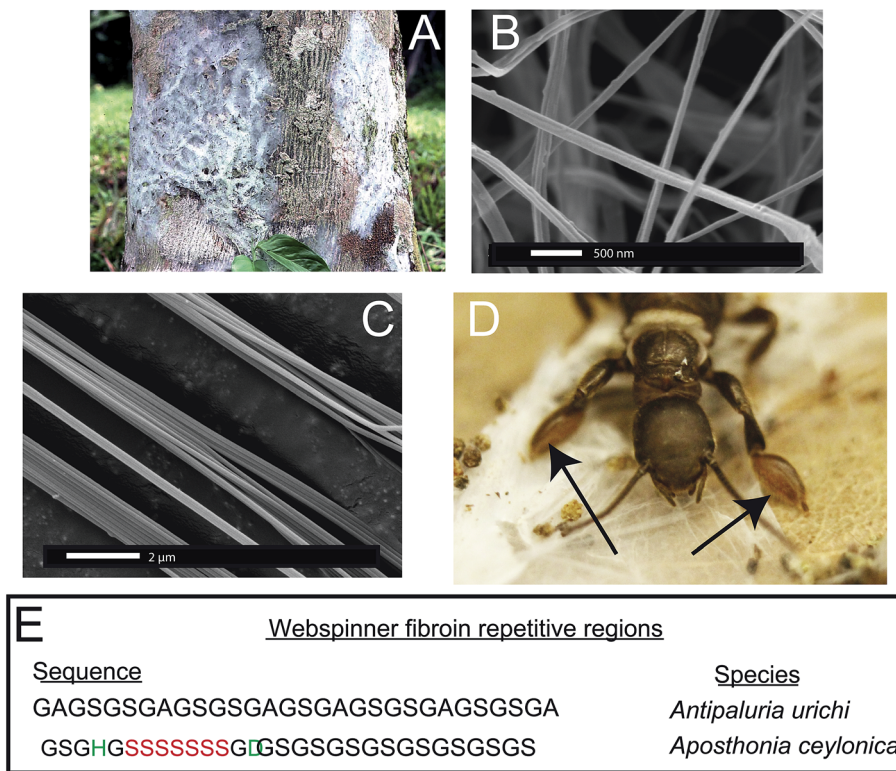 A
B
500 nm
C
2 µm
D
E
Webspinner fibroin repetitive regions
Sequence
Species
GAGSGSGAGSGSGAGSGAGSGSGAGSGSGA
Antipaluria urichi
GSGHGSSSSSSSGDGSGSGSGSGSGSGS
Aposthonia ceylonica